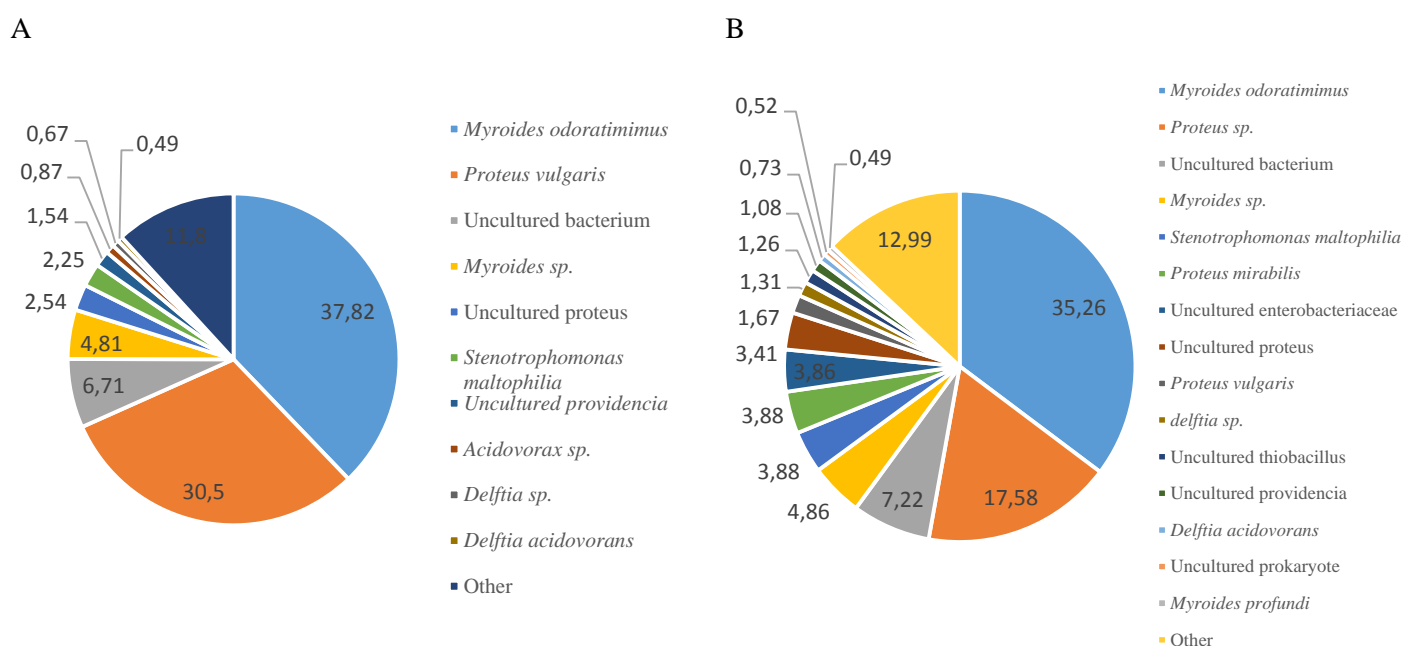 A
37,82
30,5
6,71
4,81
2,54
2,25
1,54
0,87
0,67
0,49
11,8
Myroides odoratimimus
Proteus vulgaris
Uncultured bacterium
Myroides sp.
Uncultured proteus
Stenotrophomonas
maltophilia
Uncultured providencia
Acidovorax sp.
Delftia sp.
Delftia acidovorans
Other
B
35,26
17,58
7,22
4,86
3,88
3,88
3,86
3,41
1,67
1,31
1,26
1,08
0,73
0,52
0,49
12,99
Myroides odoratimimus
Proteus sp.
Uncultured bacterium
Myroides sp.
Stenotrophomonas maltophilia
Proteus mirabilis
Uncultured enterobacteriaceae
Uncultured proteus
Proteus vulgaris
delftia sp.
Uncultured thiobacillus
Uncultured providencia
Delftia acidovorans
Uncultured prokaryote
Myroides profundi
Other